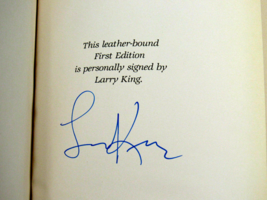 This leather-bound
First Edition
is personally signed by
Larry King.